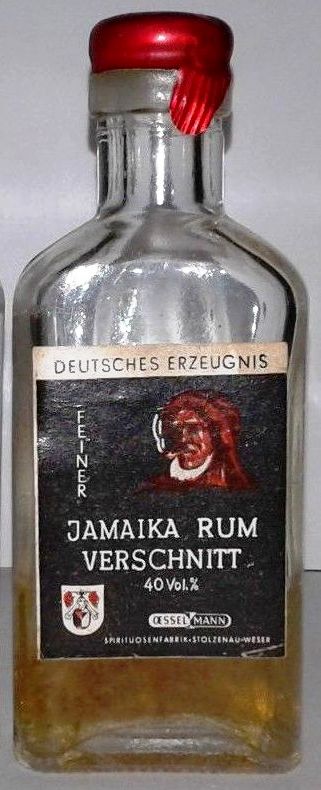 DEUTSCHES ERZEUGNIS
FEINER
JAMAIKA RUM
VERSCHNITT
40 Vol.%
OESSELMANN
SPIRITUOSENFABRIK·STOLZENAU-WESER